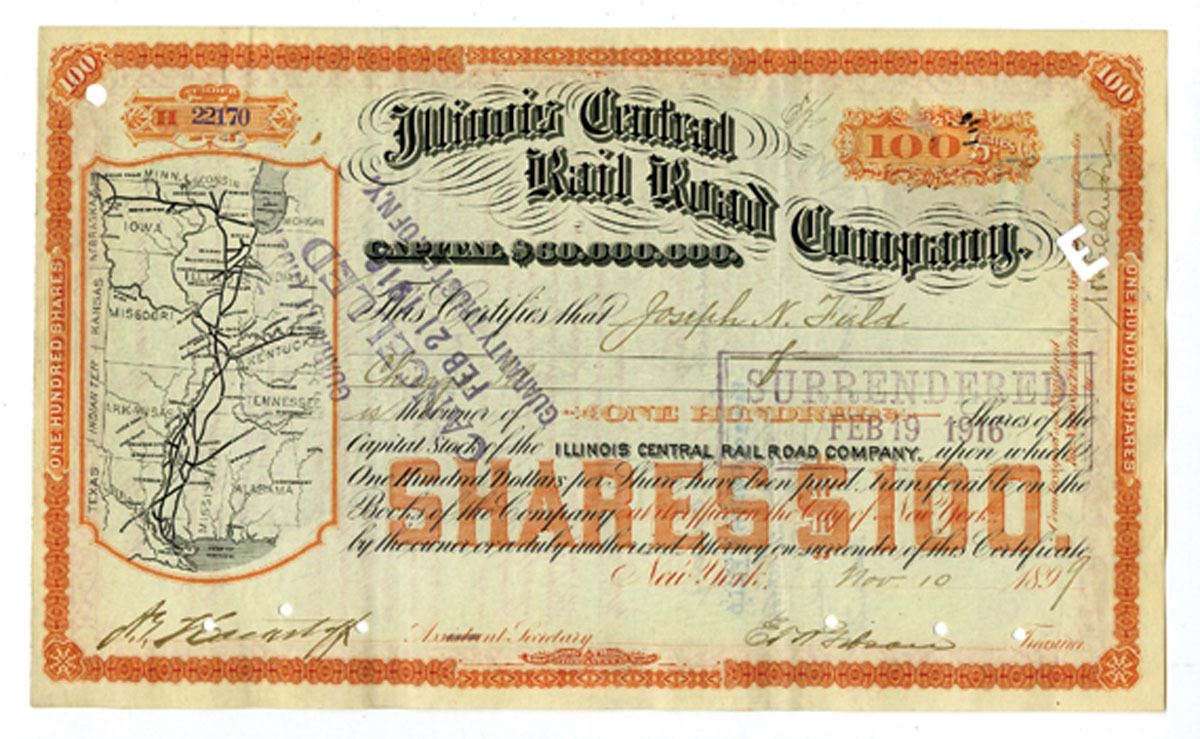 100
100
NUMBER
H 22170
Illinois Central
Rail Road
Company.
100
CAPITAL $60.000.000.
This Certifies that Joseph N. Field
is the owner of ONE HUNDRED Shares of the
Capital Stock of the ILLINOIS CENTRAL RAIL ROAD COMPANY. upon which
One Hundred Dollars per Share have been paid, transferable on the
Books of the Company at its office in the City of New York
by the owner or a duly authorized Attorney on surrender of this Certificate
SHARES $100.
New York. Nov. 10 1899
Assistant Secretary
Treasurer
ONE HUNDRED SHARES
ONE HUNDRED SHARES
SURRENDERED
FEB 19 1916
CANCELLED
FEB 21 1916
GUARANTY TRUST CO. OF NY
MINN.
WISCONSIN
MICHIGAN
NEBRASKA
IOWA
KANSAS
MISSOURI
KENTUCKY
INDIAN TER
ARKANSAS
TENNESSEE
TEXAS
ALABAMA